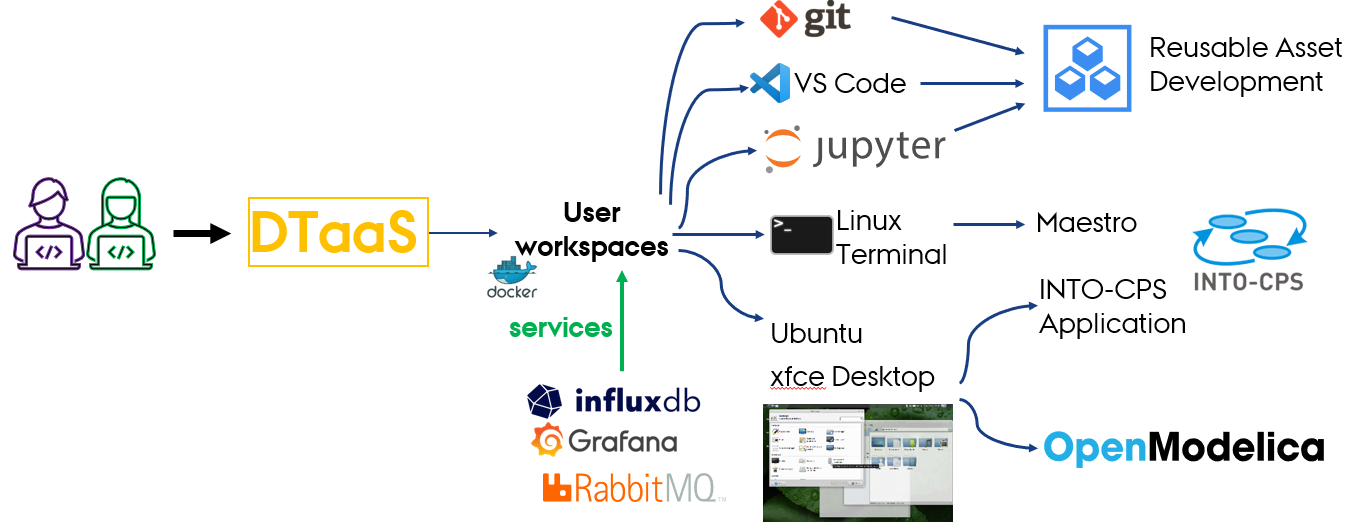 git
VS Code
jupyter
Reusable Asset
Development
</>
</>
DTaaS
User
workspaces
docker
services
influxdb
Grafana
RabbitMQ™
>_
Linux
Terminal
Maestro
INTO-CPS
INTO-CPS
Application
Ubuntu
xfce Desktop
OpenModelica